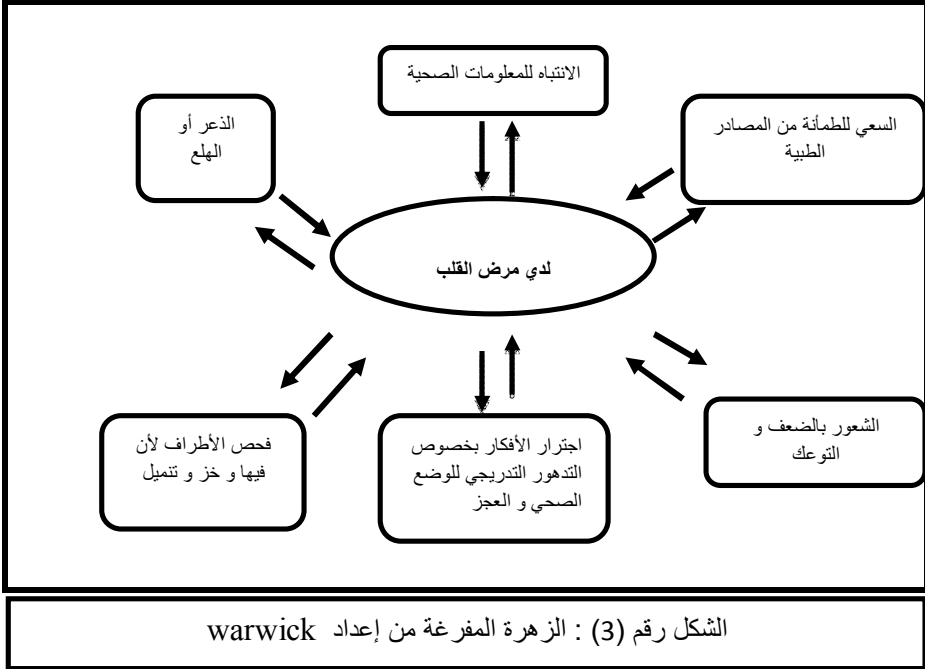 الانتباه للمعلومات الصحية
السعي للطمأنة من المصادر
الطبية
الذعر أو
الهلع
لدي مرض القلب
الشعور بالضعف و
التوعك
اجترار الأفكار بخصوص
التدهور التدريجي للوضع
الصحي و العجز
فحص الأطراف لأن
فيها و خز و تنميل
الشكل رقم (3) : الزهرة المفرغة من إعداد warwick